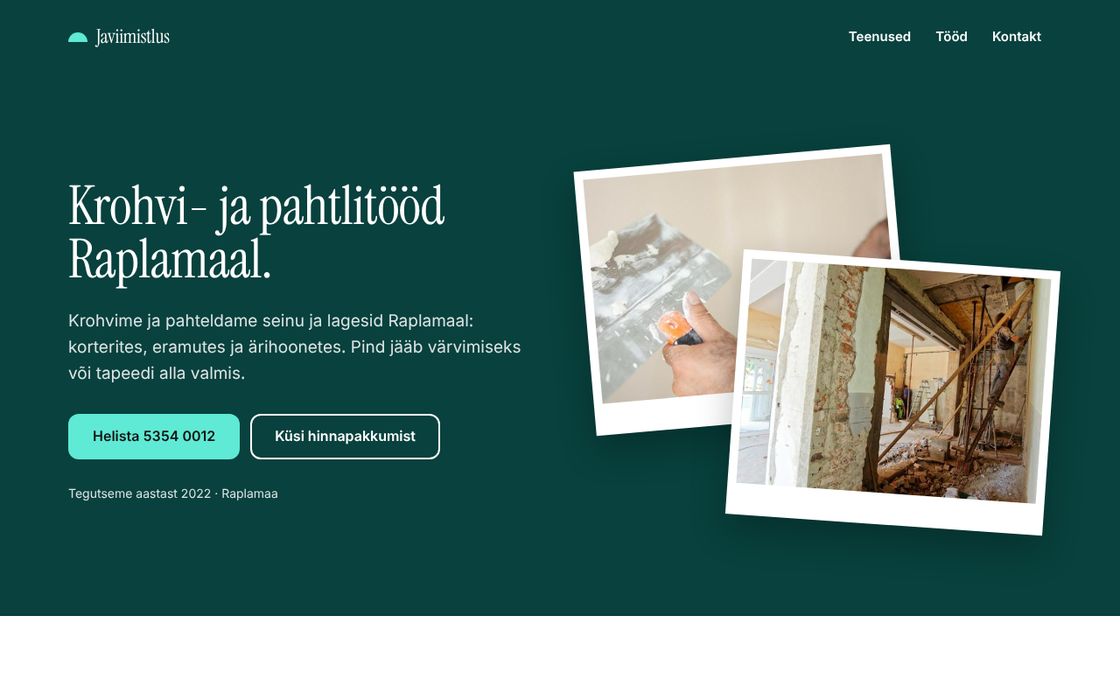 Javiimistlus
Teenused Tööd Kontakt
Krohvi- ja pahtlitööd
Raplamaal.
Krohvime ja pahteldame seinu ja lagesid Raplamaal:
korterites, eramutes ja ärihoonetes. Pind jääb värvimiseks
või tapeedi alla valmis.
Helista 5354 0012
Küsi hinnapakkumist
Tegutseme aastast 2022 · Raplamaa